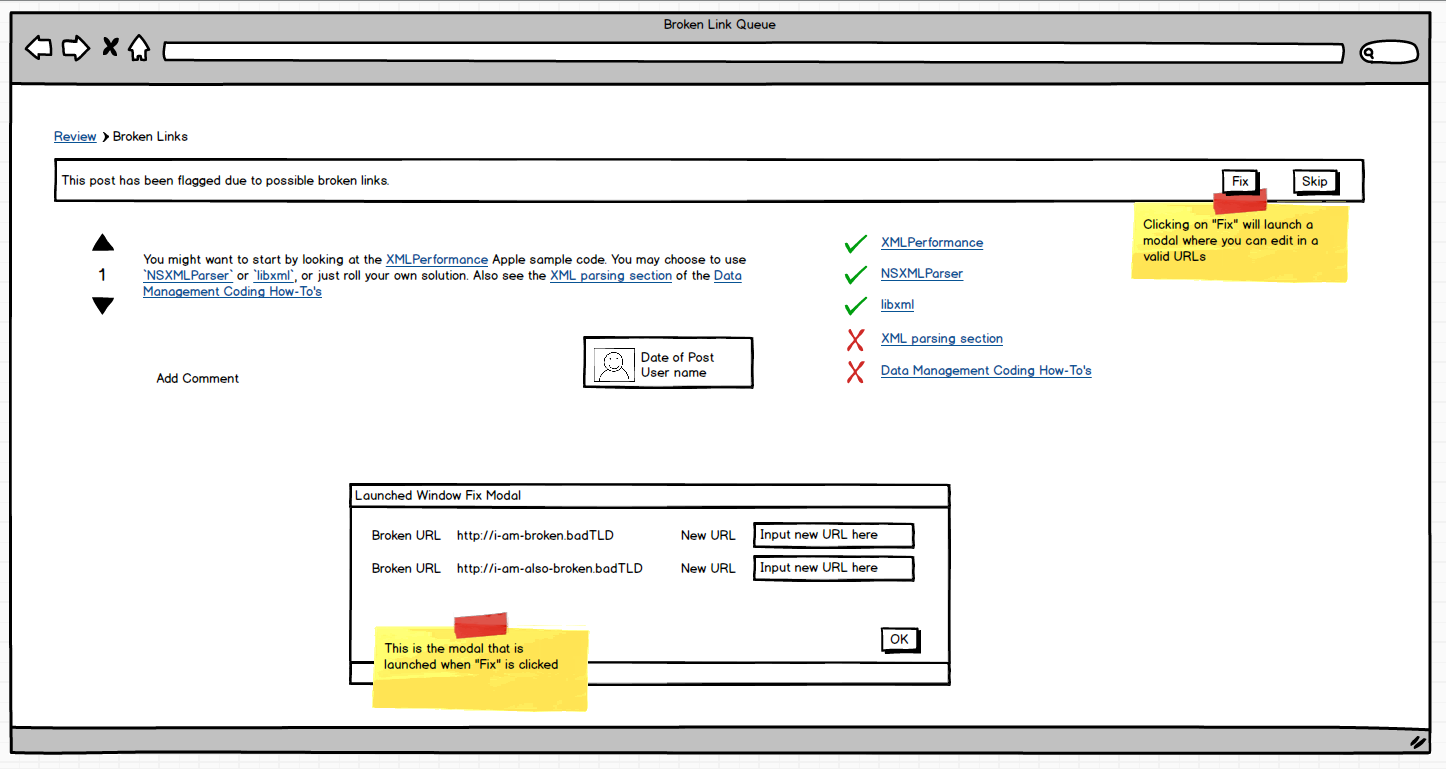 Broken Link Queue
Review > Broken Links
This post has been flagged due to possible broken links.
Fix
Skip
Clicking on "Fix" will launch a
modal where you can edit in a
valid URLs
1
You might want to start by looking at the XMLPerformance Apple sample code. You may choose to use
`NSXMLParser` or `libxml`, or just roll your own solution. Also see the XML parsing section of the Data
Management Coding How-To's
XMLPerformance
NSXMLParser
libxml
XML parsing section
Data Management Coding How-To's
Date of Post
User name
Add Comment
Launched Window Fix Modal
Broken URL http://i-am-broken.badTLD New URL Input new URL here
Broken URL http://i-am-also-broken.badTLD New URL Input new URL here
OK
This is the modal that is
launched when "Fix" is clicked